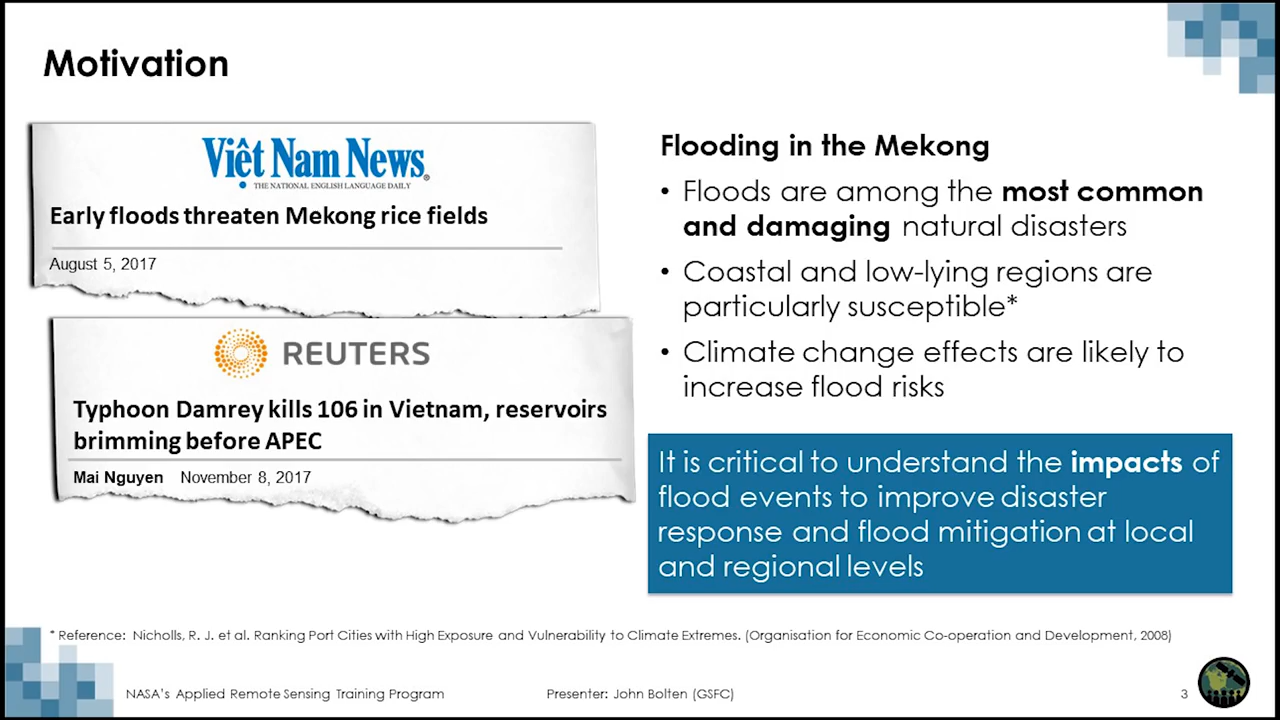 Motivation
Việt Nam News®
THE NATIONAL ENGLISH LANGUAGE DAILY
Early floods threaten Mekong rice fields
August 5, 2017
REUTERS
Typhoon Damrey kills 106 in Vietnam, reservoirs
brimming before APEC
Mai Nguyen November 8, 2017
Flooding in the Mekong
• Floods are among the most common
and damaging natural disasters
• Coastal and low-lying regions are
particularly susceptible*
• Climate change effects are likely to
increase flood risks
It is critical to understand the impacts of
flood events to improve disaster
response and flood mitigation at local
and regional levels
* Reference: Nicholls, R. J. et al. Ranking Port Cities with High Exposure and Vulnerability to Climate Extremes. (Organisation for Economic Co-operation and Development, 2008)
NASA's Applied Remote Sensing Training Program
Presenter: John Bolten (GSFC)
3